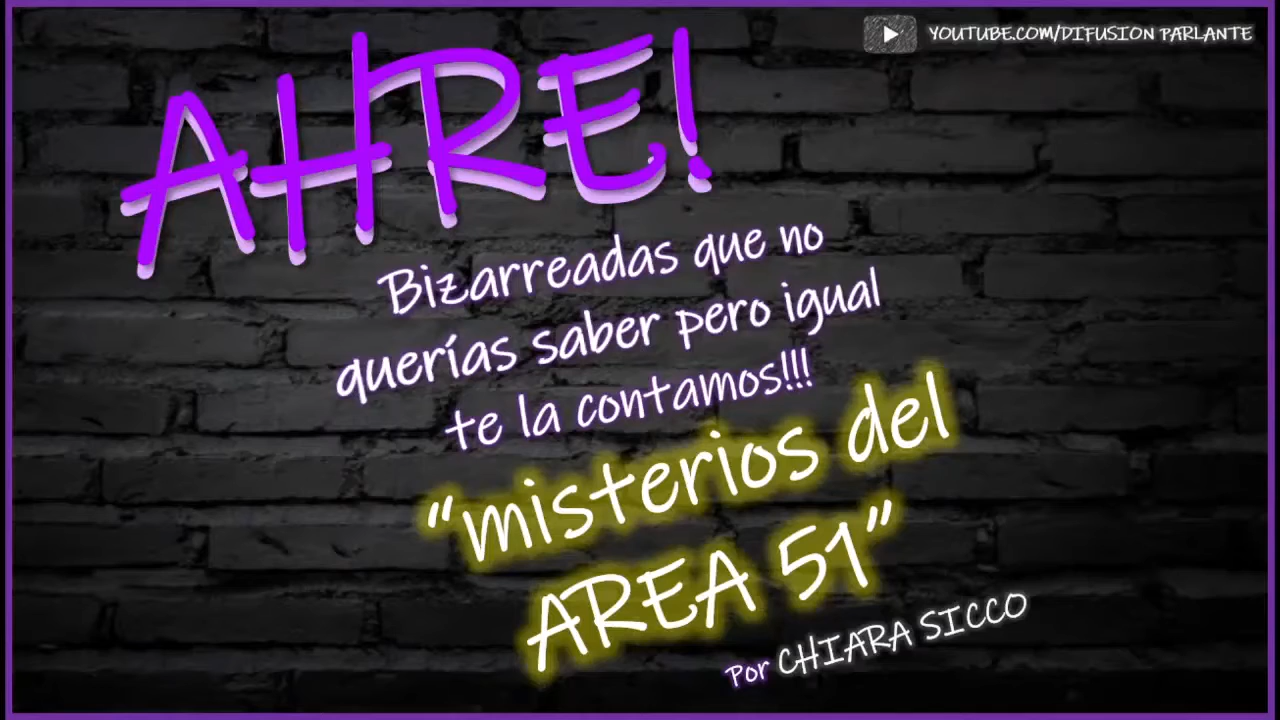 YOUTUBE.COM/DIFUSION PARLANTE
AHRE!
Bizarreadas que no
querías saber pero igual
te la contamos!!!
"misterios del
AREA 51"
Por CHIARA SICCO